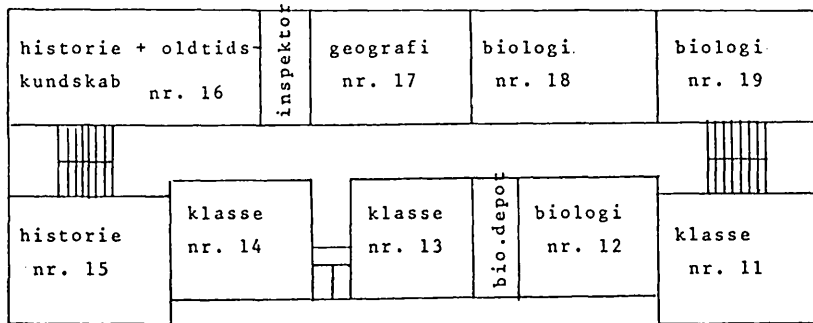 historie + oldtids-
kundskab
nr. 16
inspektor
geografi
nr. 17
biologi
nr. 18
biologi
nr. 19
historie
nr. 15
klasse
nr. 14
klasse
nr. 13
bio.depot
biologi
nr. 12
klasse
nr. 11